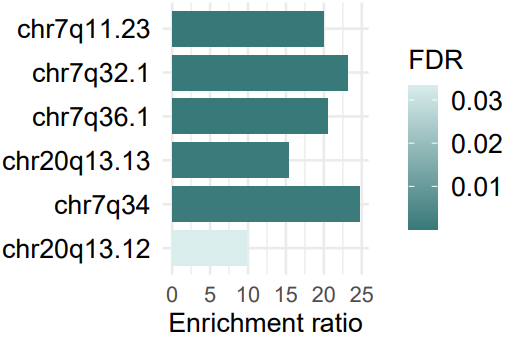 chr7q11.23
chr7q32.1
chr7q36.1
chr20q13.13
chr7q34
chr20q13.12
0 5 10 15 20 25
Enrichment ratio
FDR
0.03
0.02
0.01